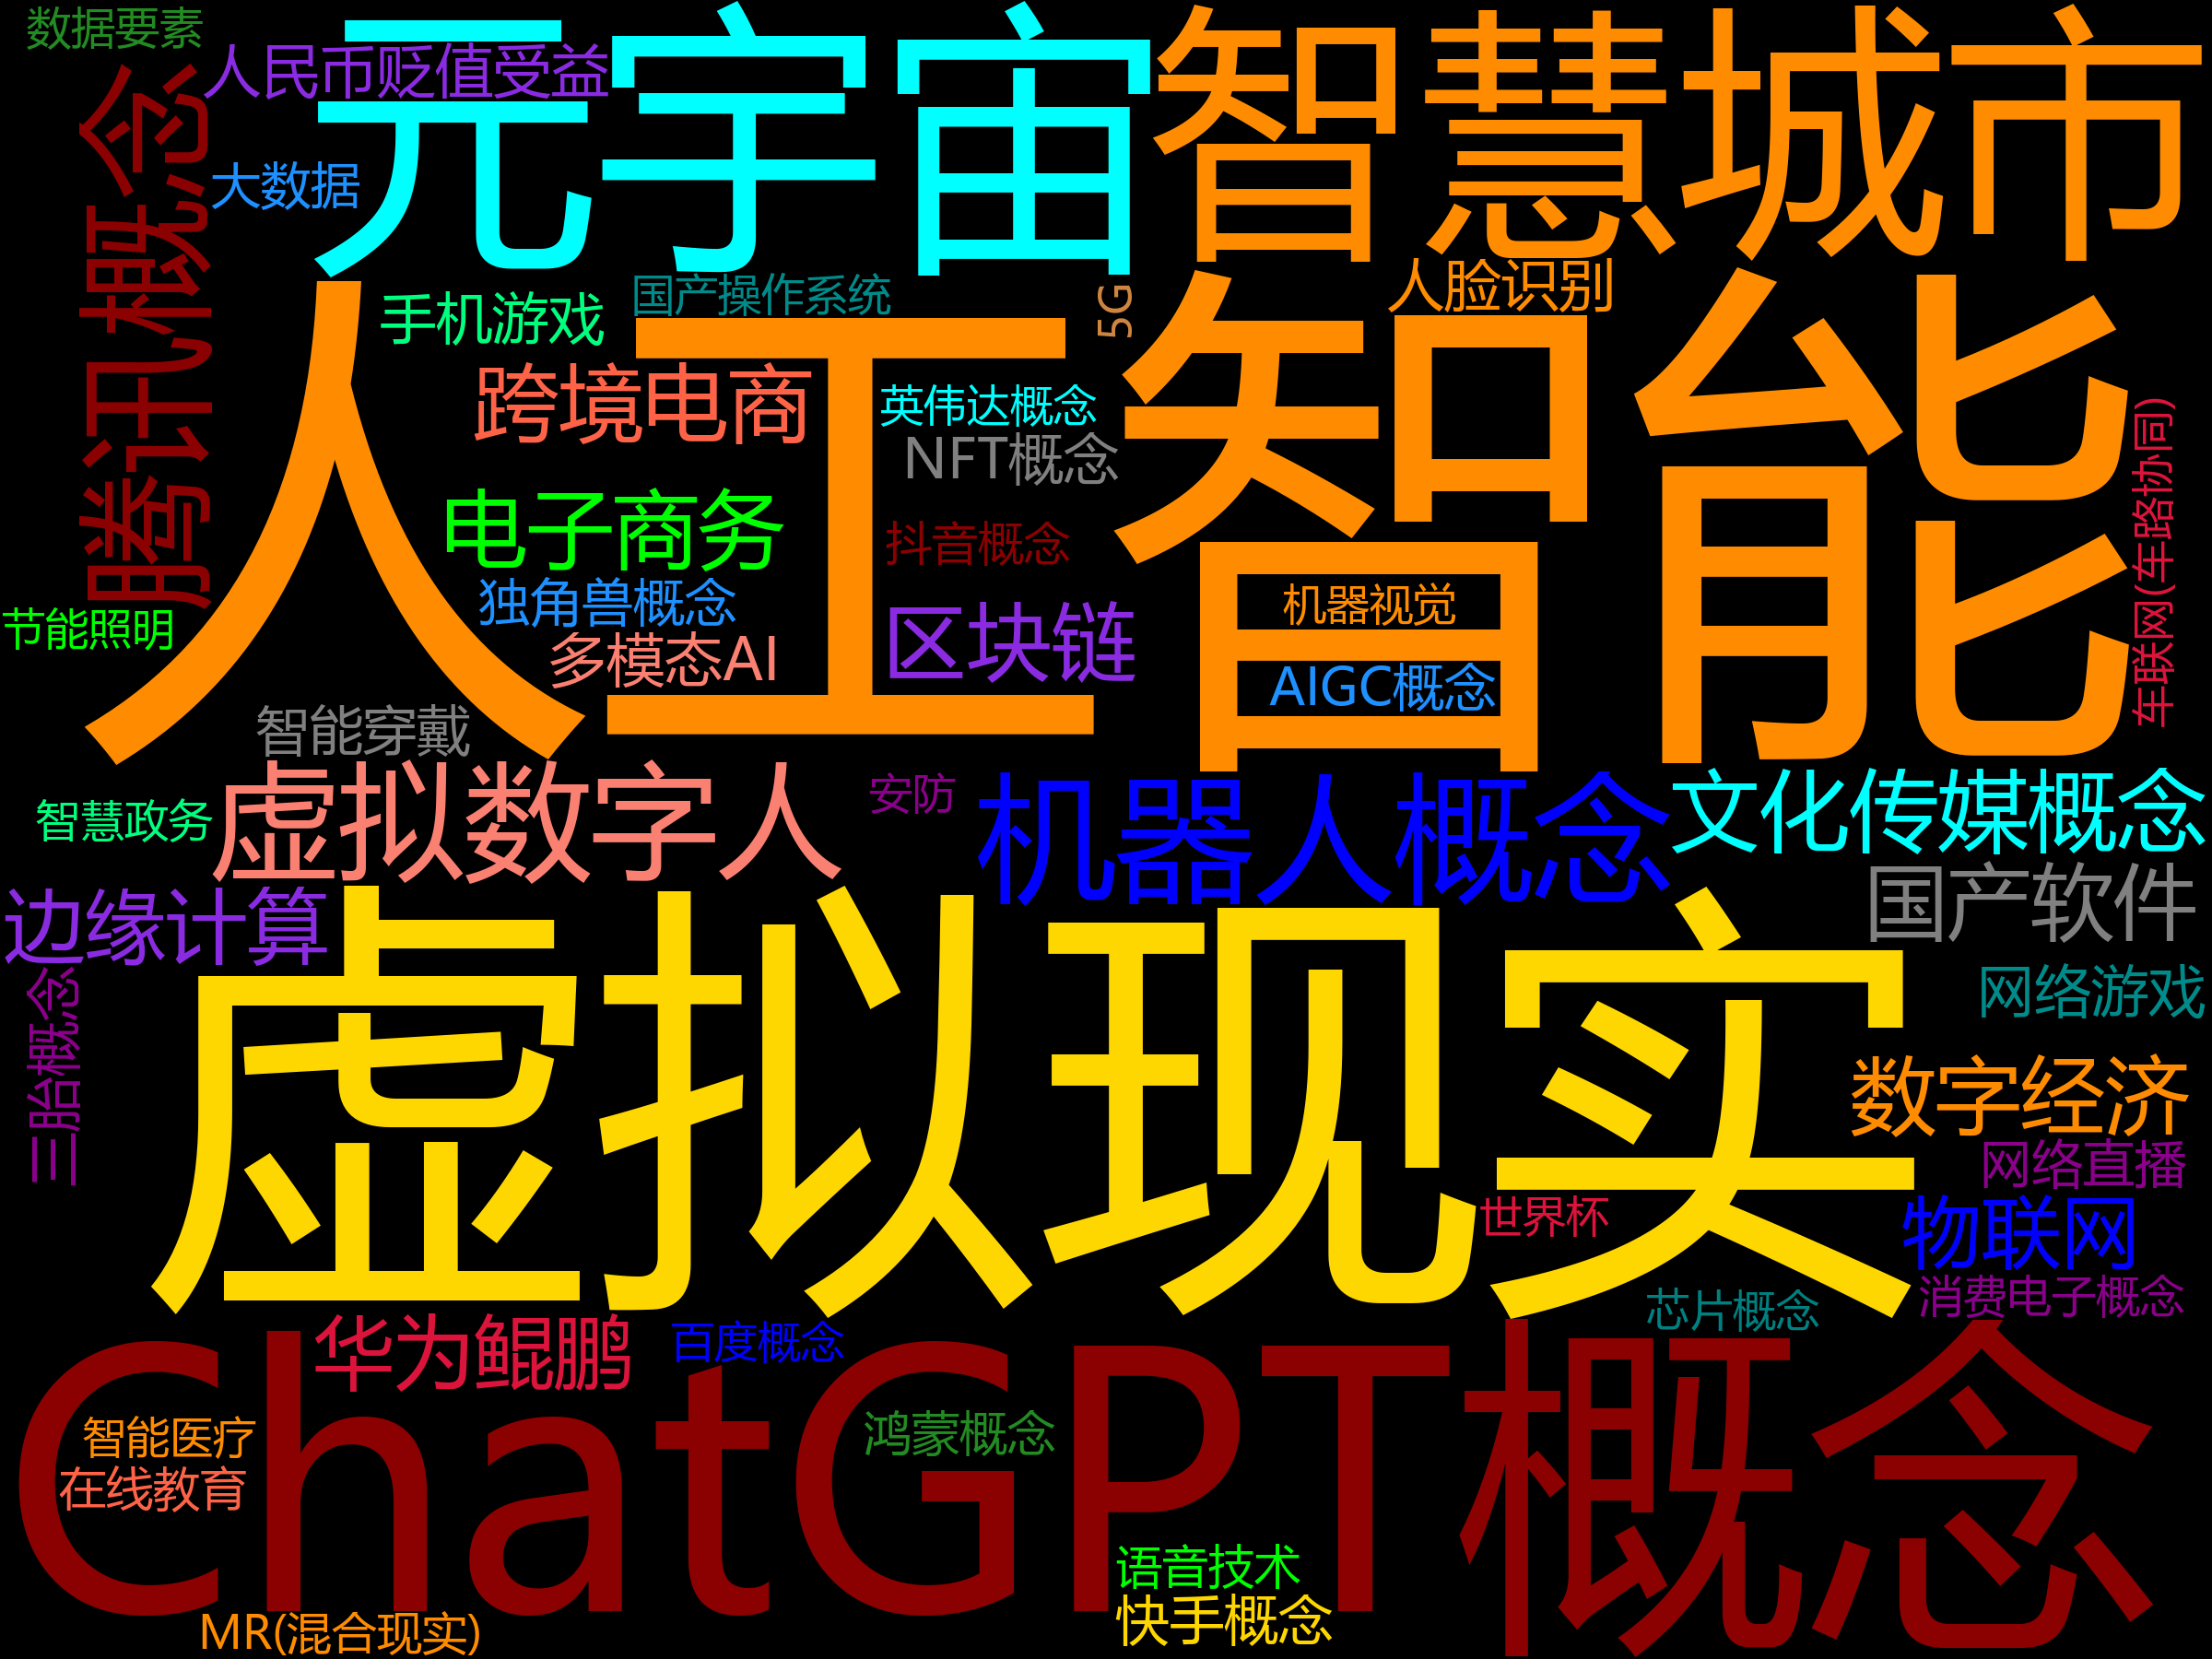 数据要素
人民币贬值受益
元宇宙
智慧城市
腾讯概念
大数据
人工智能
手机游戏
国产操作系统
5G
人脸识别
跨境电商
英伟达概念
NFT概念
车联网(车路协同)
电子商务
抖音概念
独角兽概念
区块链
机器视觉
节能照明
多模态AI
AIGC概念
智能穿戴
虚拟数字人
安防
机器人概念
文化传媒概念
智慧政务
边缘计算
国产软件
虚拟现实
三胎概念
网络游戏
数字经济
网络直播
世界杯
物联网
消费电子概念
芯片概念
华为鲲鹏
百度概念
ChatGPT概念
智能医疗
鸿蒙概念
在线教育
语音技术
快手概念
MR(混合现实)